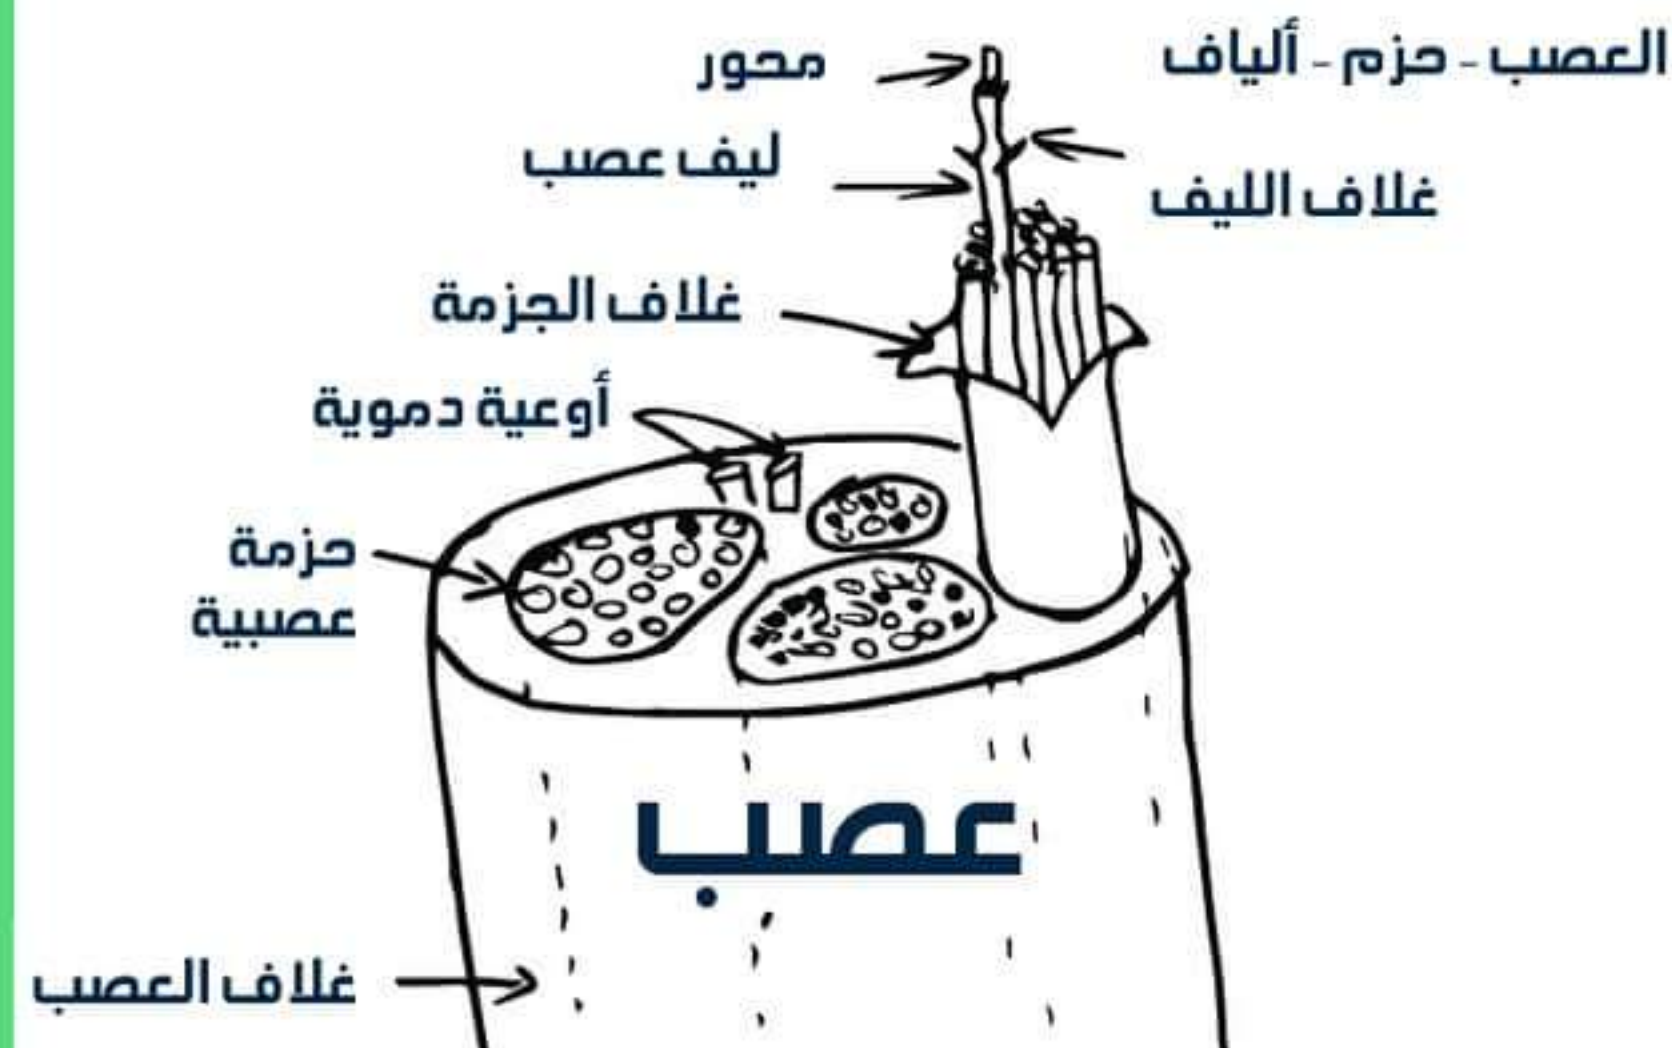 العصب - حزم - ألياف
محور
ليف عصب
غلاف الليف
غلاف الجزمة
أوعية دموية
حزمة
عصبية
عصب
غلاف العصب